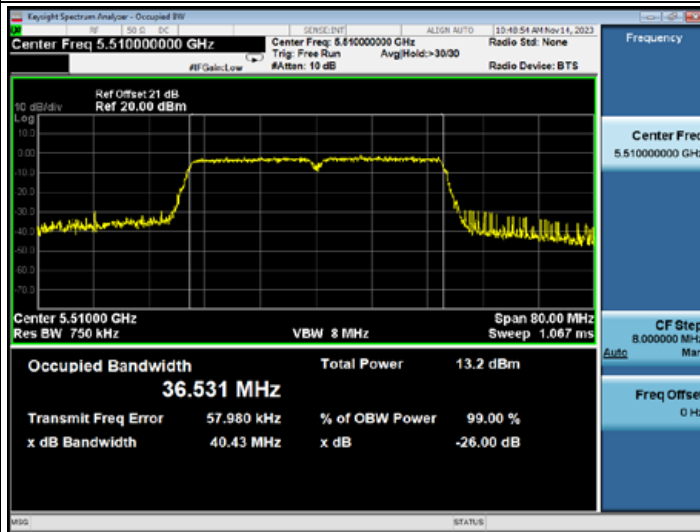 Keysight Spectrum Analyzer - Occupied BW
RF 50 Ω DC SENSE:INT ALIGN AUTO 10:48:54 AM Nov 14, 2023
Center Freq 5.510000000 GHz
Center Freq: 5.510000000 GHz
Radio Std: None
Trig: Free Run Avg|Hold:>30/30
#IFGain:Low
#Atten: 10 dB
Radio Device: BTS
Frequency
Ref Offset 21 dB
10 dB/div Ref 20.00 dBm
Log
10.0
0.00
-10.0
-20.0
-30.0
-40.0
-50.0
-60.0
-70.0
Center 5.51000 GHz Span 80.00 MHz
Res BW 750 kHz VBW 8 MHz Sweep 1.067 ms
Occupied Bandwidth Total Power 13.2 dBm
36.531 MHz
Transmit Freq Error 57.980 kHz % of OBW Power 99.00 %
x dB Bandwidth 40.43 MHz x dB -26.00 dB
Center Freq
5.510000000 GHz
CF Step
8.000000 MHz
Auto Man
Freq Offset
0 Hz
MSG STATUS